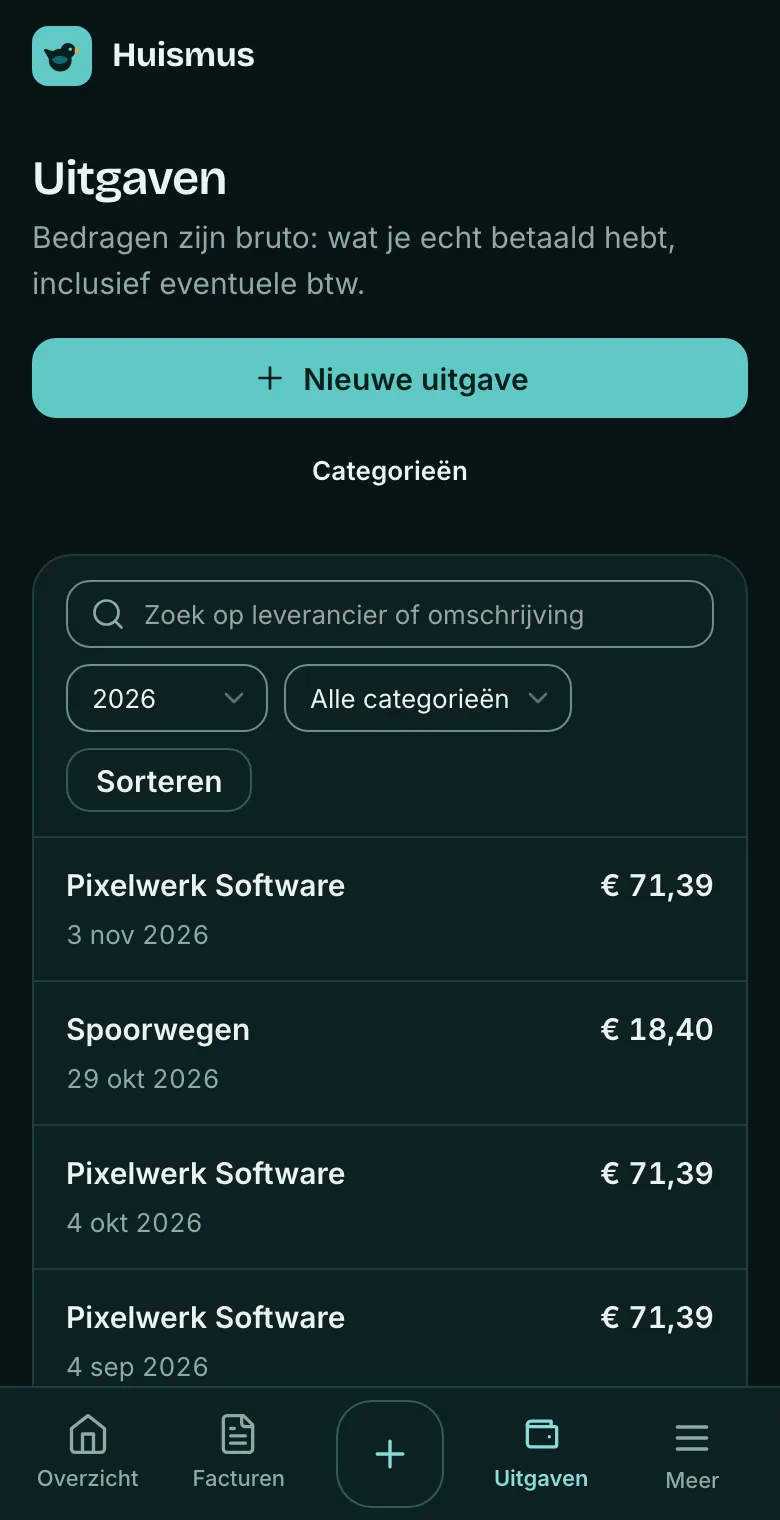 Huismus
Uitgaven
Bedragen zijn bruto: wat je echt betaald hebt,
inclusief eventuele btw.
Nieuwe uitgave
Categorieën
Zoek op leverancier of omschrijving
2026 Alle categorieën
Sorteren
Pixelwerk Software € 71,39
3 nov 2026
Spoorwegen € 18,40
29 okt 2026
Pixelwerk Software € 71,39
4 okt 2026
Pixelwerk Software € 71,39
4 sep 2026
Overzicht Facturen Uitgaven Meer